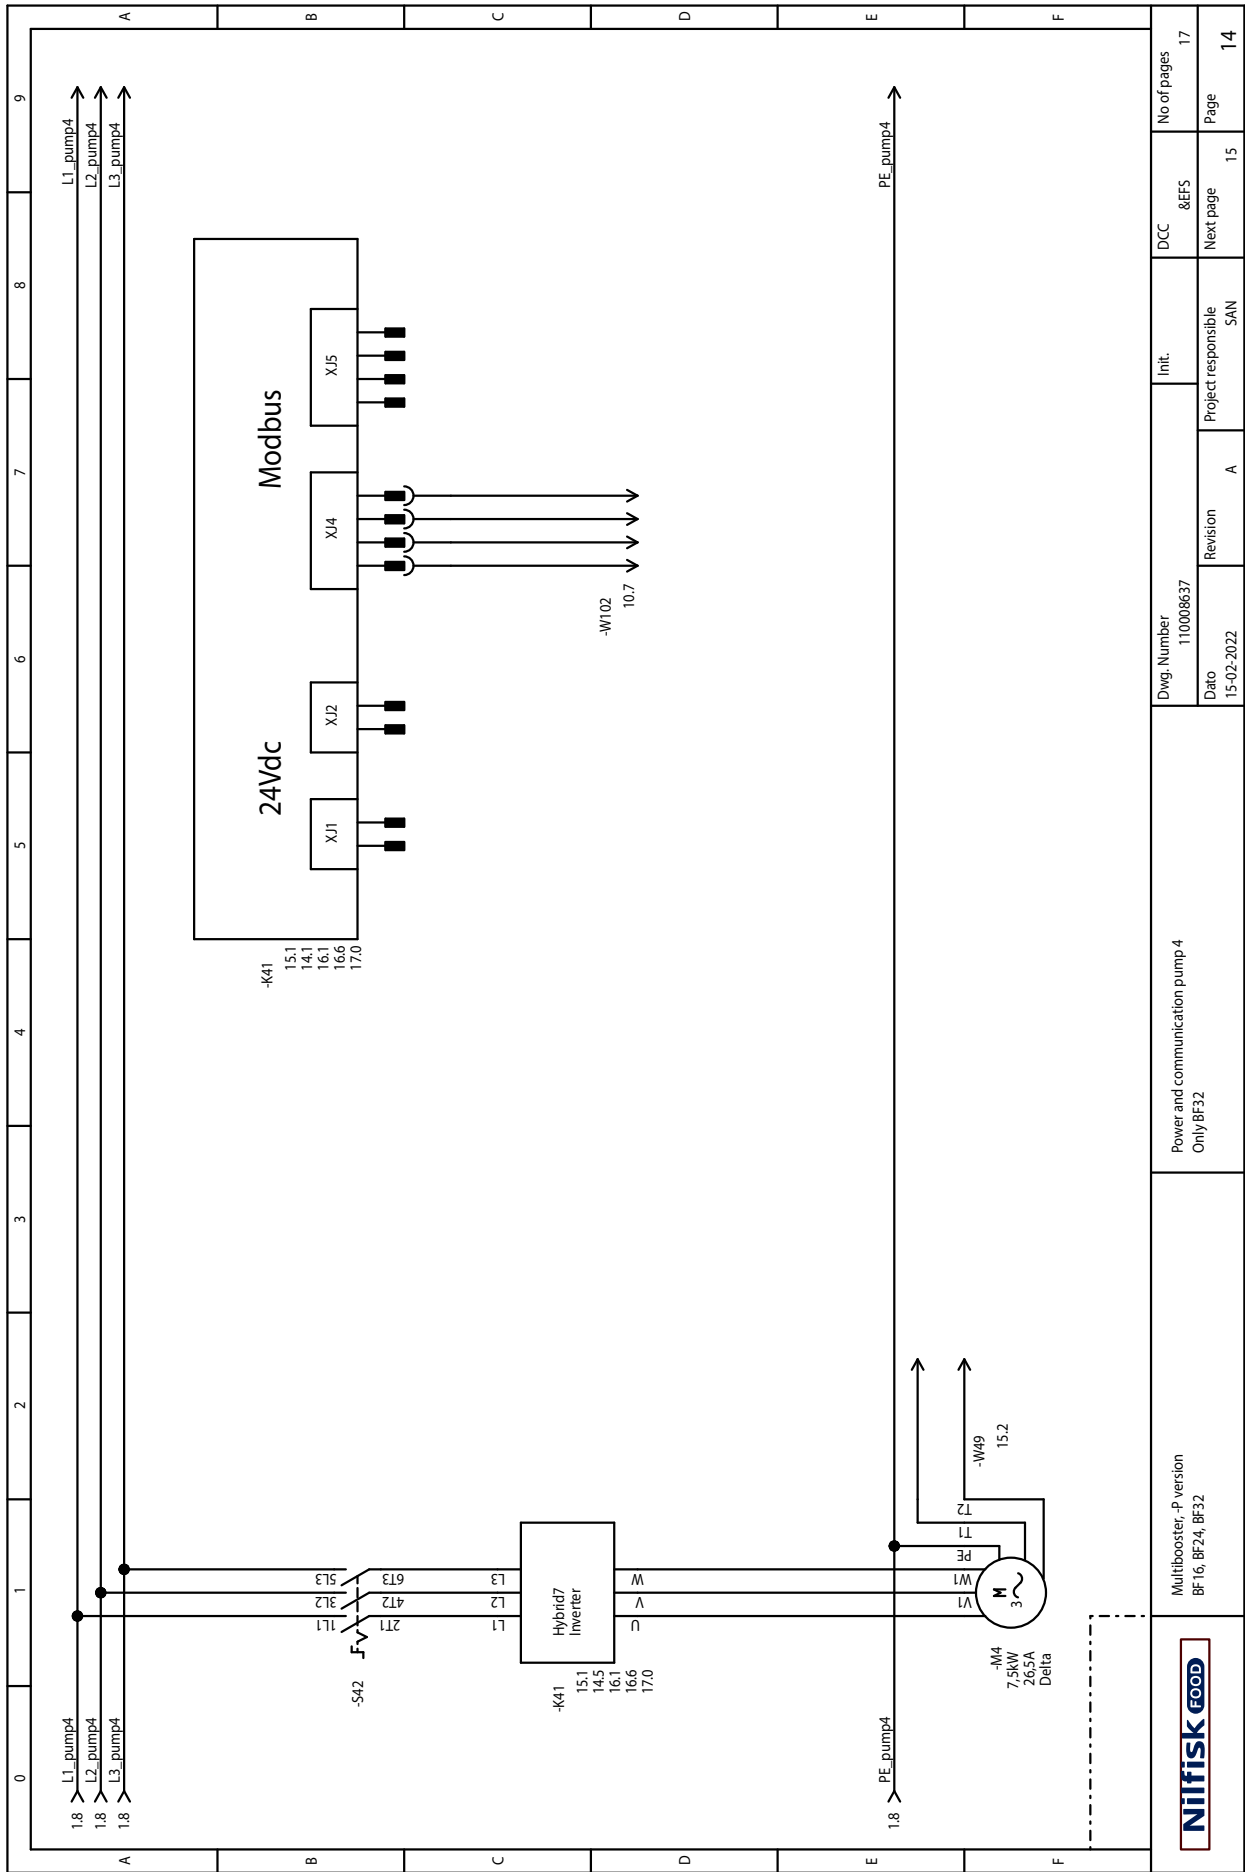 0 1 2 3 4 5 6 7 8 9
A
A
B
B
C
C
D
D
E
E
F
F
1.8 L1_pump4
L1_pump4
1.8 L2_pump4
L2_pump4
1.8 L3_pump4
L3_pump4
-S42
1L1 3L2 5L3
2T1 4T2 6T3
-K41
15.1
14.5
16.1
16.6
17.0
L1 L2 L3
Hybrid7
Inverter
U V W
-K41
15.1
14.1
16.1
16.6
17.0
24Vdc
Modbus
XJ1
XJ2
XJ4
XJ5
-W102
10.7
1.8 PE_pump4
PE_pump4
V1 W1 PE T1 T2
-M4
7,5kW
26,5A
Delta
M
3
-W49
15.2
Nilfisk FOOD
Multibooster, -P version
BF16, BF24, BF32
Power and communication pump 4
Only BF32
Dwg. Number
110008637
Init.
DCC
&EFS
No of pages
17
Dato
15-02-2022
Revision
A
Project responsible
SAN
Next page
15
Page
14